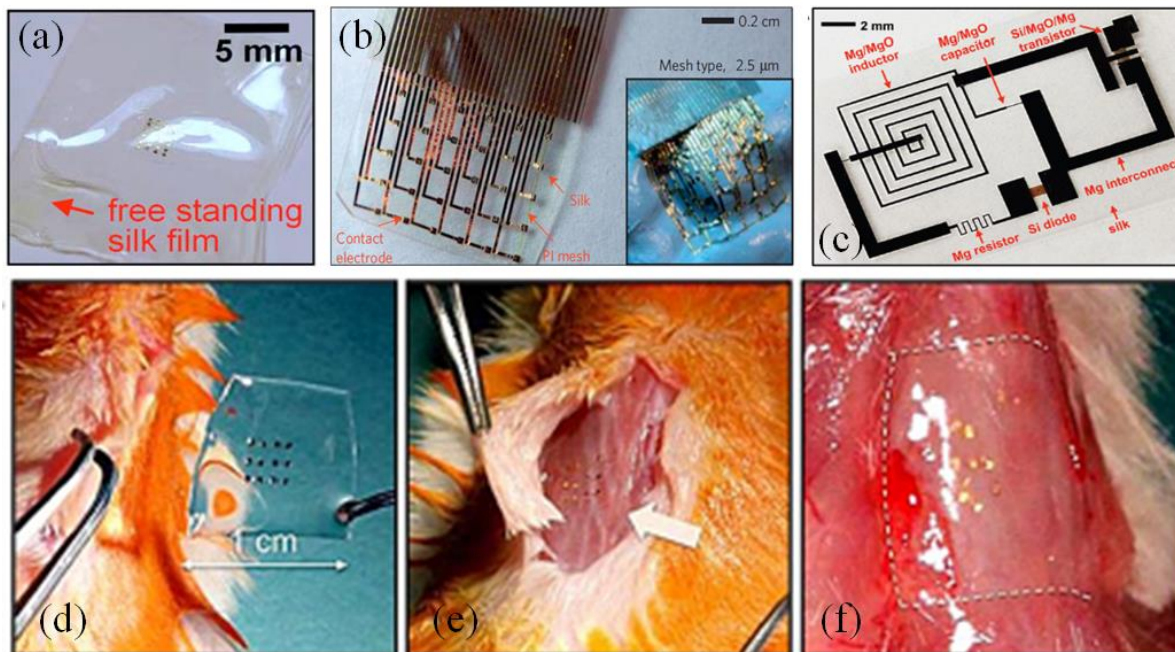 (a)
5 mm
free standing
silk film
(b)
0.2 cm
Mesh type, 2.5 μm
Silk
PI mesh
Contact
electrode
(c)
2 mm
Mg/MgO
inductor
Mg/MgO
capacitor
Si/MgO/Mg
transistor
Mg interconnect
silk
Si diode
Mg resistor
(d)
1 cm
(e)
(f)